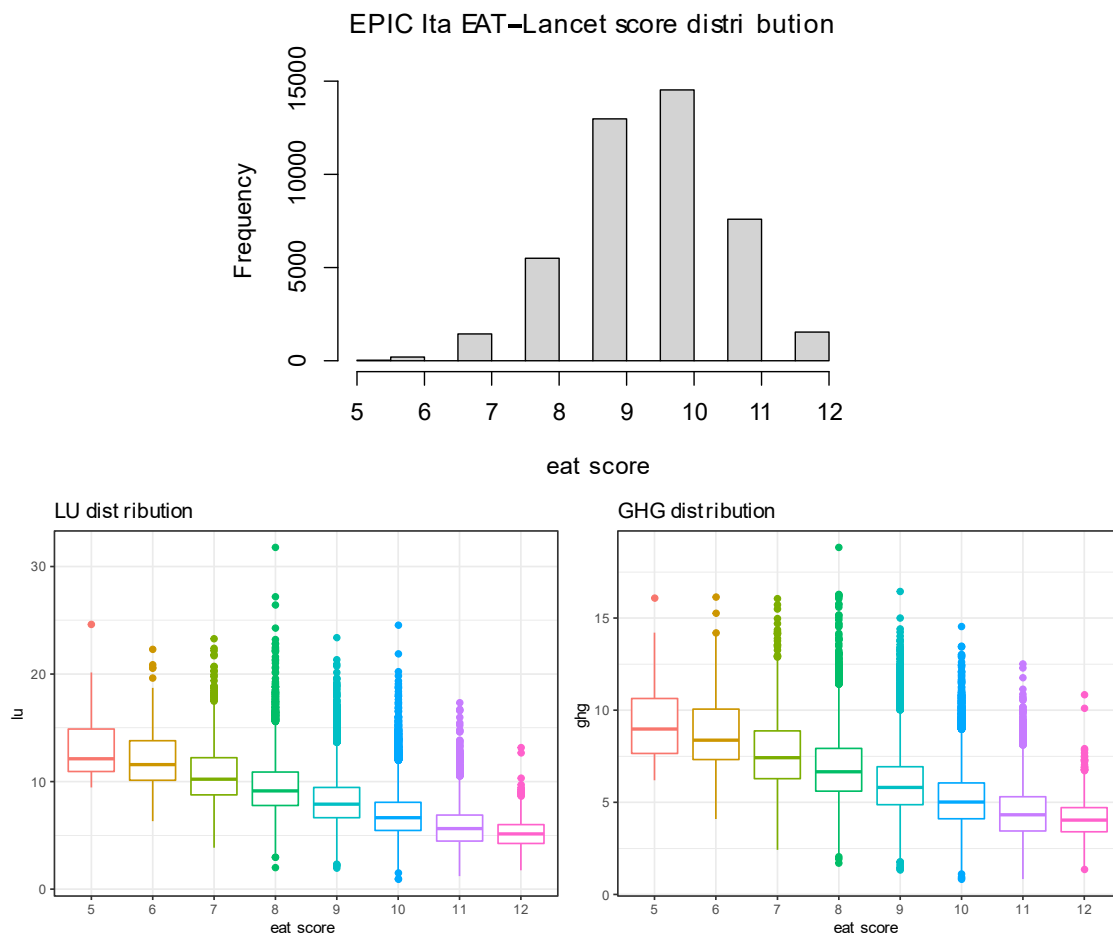 EPIC Ita EAT–Lancet score distri bution
15000
10000
5000
0
Frequency
5 6 7 8 9 10 11 12
eat score
LU dist ribution
30
20
10
0
lu
5 6 7 8 9 10 11 12
eat score
GHG dist ribution
15
10
5
0
ghg
5 6 7 8 9 10 11 12
eat score